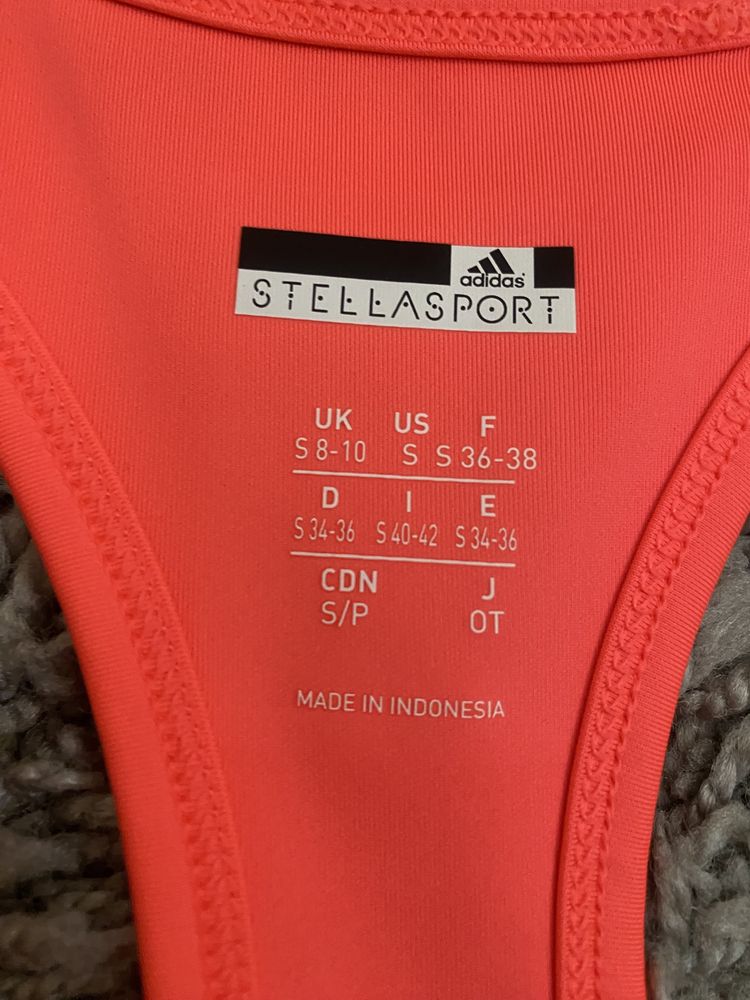 adidas
STELLASPORT
UK US F
S 8-10 S S 36-38
D I E
S 34-36 S 40-42 S 34-36
CDN J
S/P OT
MADE IN INDONESIA